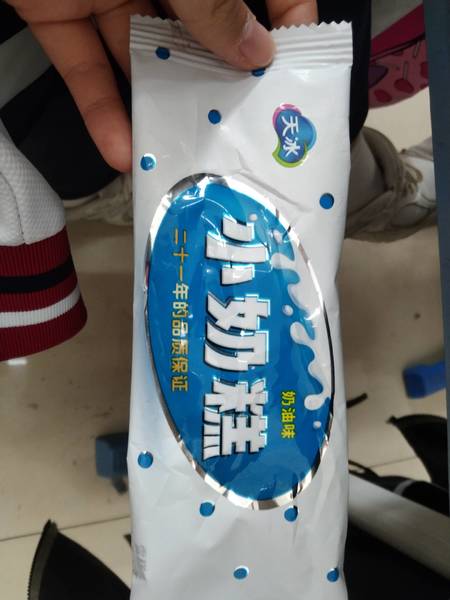 天冰
小奶糕
奶油味
二十一年的品质保证